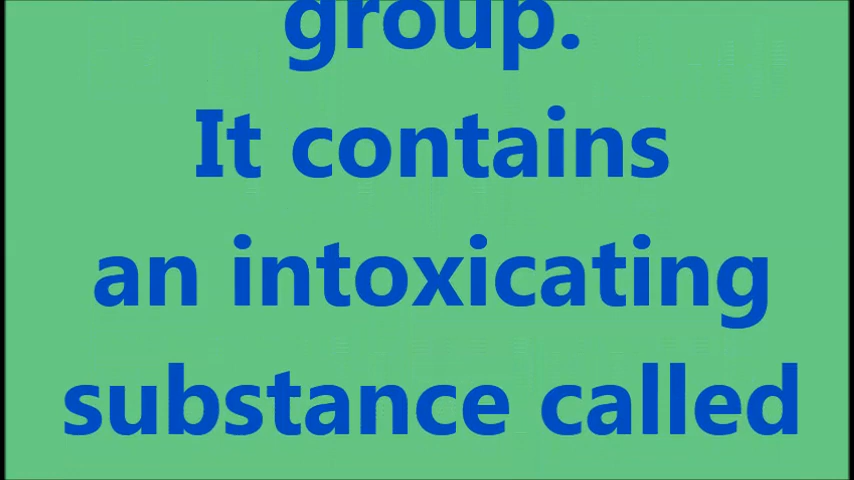 group.
It contains
an intoxicating
substance called